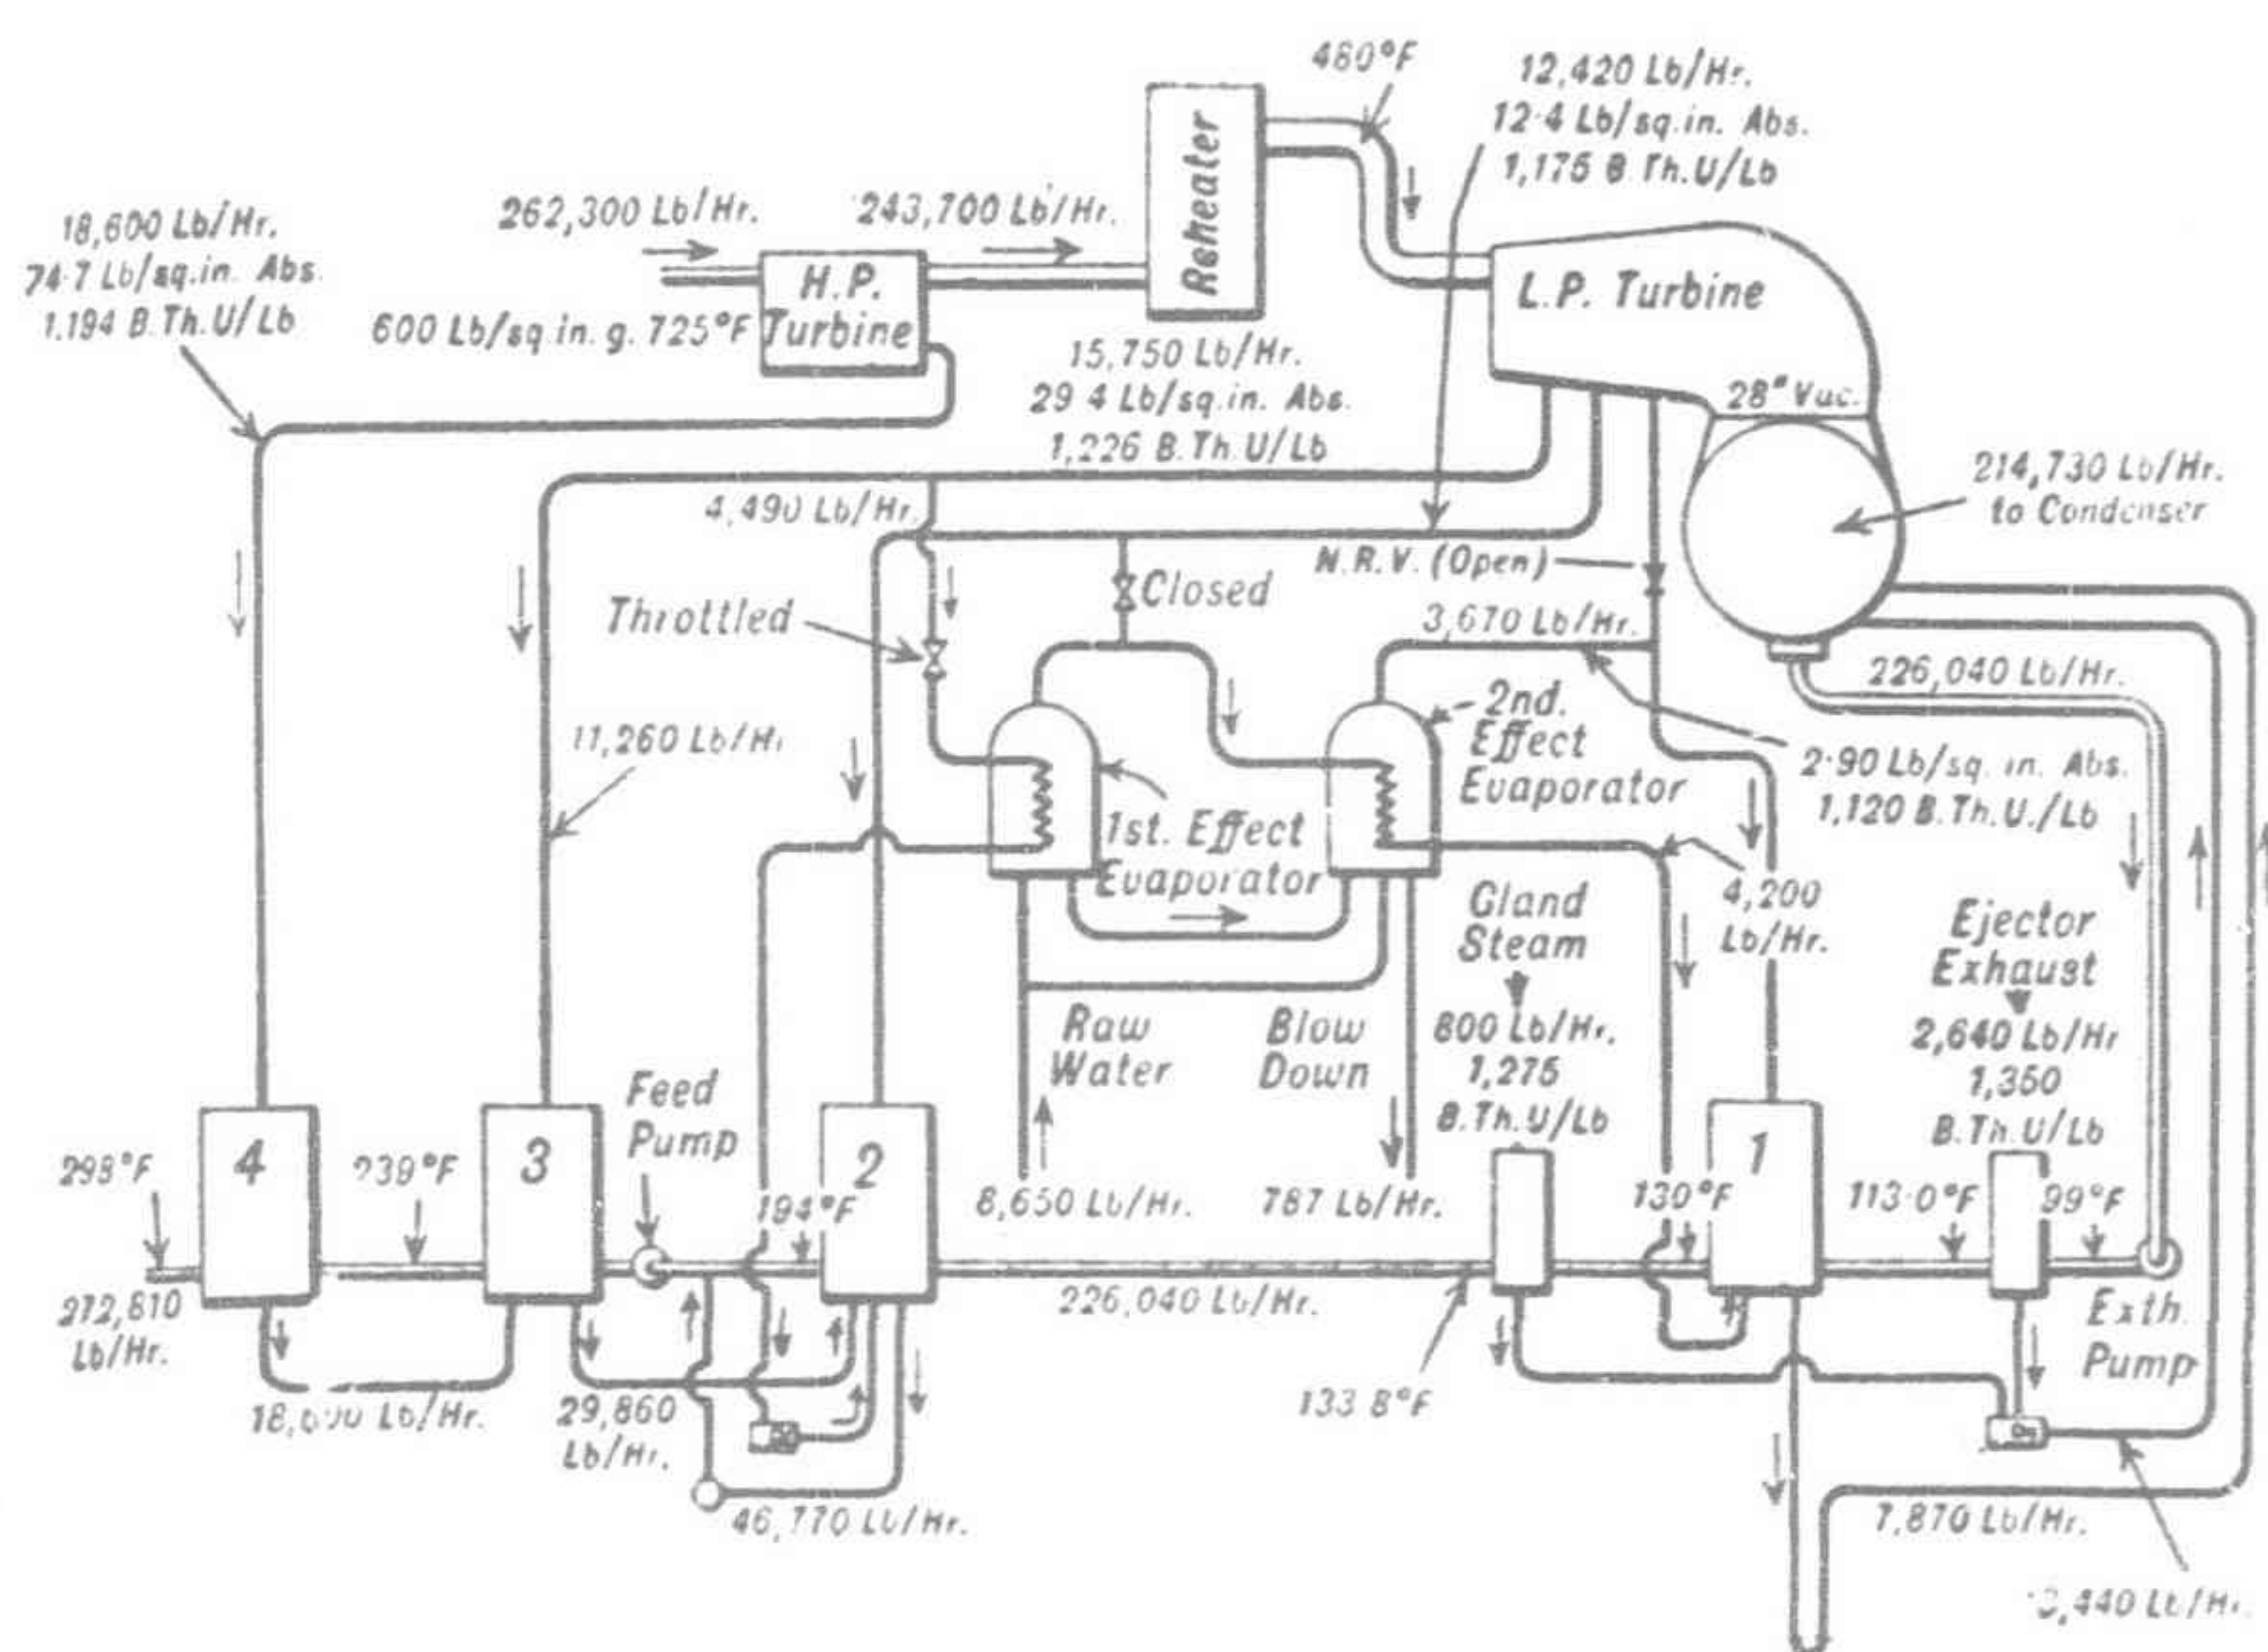 480°F
12,420 Lb/Hr.
12·4 Lb/sq.in. Abs.
1,175 B.Th.U/Lb
18,600 Lb/Hr.
74·7 Lb/sq.in. Abs.
1,194 B.Th.U/Lb
262,300 Lb/Hr.
243,700 Lb/Hr.
Reheater
H.P.
Turbine
600 Lb/sq in. g. 725°F
L.P. Turbine
28" Vac.
15,750 Lb/Hr.
29 4 Lb/sq.in. Abs.
1,226 B.Th.U/Lb
214,730 Lb/Hr.
to Condenser
4,490 Lb/Hr.
N.R.V. (Open)
Closed
Throttled
3,670 Lb/Hr.
226,040 Lb/Hr.
2nd.
Effect
Evaporator
11,260 Lb/Hr
2·90 Lb/sq. in. Abs.
1,120 B.Th.U./Lb
1st. Effect
Evaporator
4,200
Lb/Hr.
Gland
Steam
800 Lb/Hr.
1,275
B.Th.U/Lb
Ejector
Exhaust
2,640 Lb/Hr
1,350
B.Th.U/Lb
Raw
Water
Blow
Down
Feed
Pump
4
3
2
1
298°F
239°F
194°F
8,650 Lb/Hr.
787 Lb/Hr.
130°F
113·0°F
99°F
272,810
Lb/Hr.
226,040 Lb/Hr.
Exth.
Pump
133 8°F
Lb/Hr.
29,860
Lb/Hr.
46,770 Lb/Hr.
7,870 Lb/Hr.
Lb/Hr.